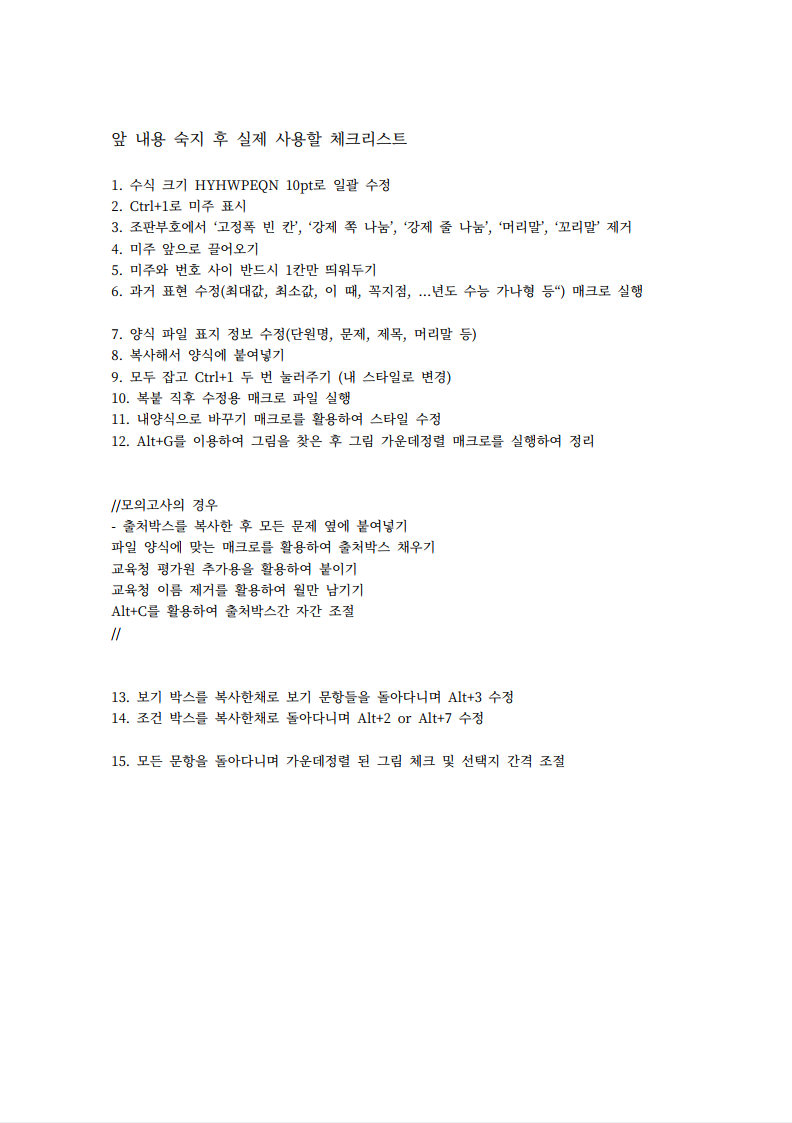 앞 내용 숙지 후 실제 사용할 체크리스트
1. 수식 크기 HYHWPEQN 10pt로 일괄 수정
2. Ctrl+1로 미주 표시
3. 조판부호에서 ‘고정폭 빈 칸’, ‘강제 쪽 나눔’, ‘강제 줄 나눔’, ‘머리말’, ‘꼬리말’ 제거
4. 미주 앞으로 끌어오기
5. 미주와 번호 사이 반드시 1칸만 띄워두기
6. 과거 표현 수정(최대값, 최소값, 이 때, 꼭지점, …년도 수능 가나형 등“) 매크로 실행
7. 양식 파일 표지 정보 수정(단원명, 문제, 제목, 머리말 등)
8. 복사해서 양식에 붙여넣기
9. 모두 잡고 Ctrl+1 두 번 눌러주기 (내 스타일로 변경)
10. 복붙 직후 수정용 매크로 파일 실행
11. 내양식으로 바꾸기 매크로를 활용하여 스타일 수정
12. Alt+G를 이용하여 그림을 찾은 후 그림 가운데정렬 매크로를 실행하여 정리
//모의고사의 경우
- 출처박스를 복사한 후 모든 문제 옆에 붙여넣기
파일 양식에 맞는 매크로를 활용하여 출처박스 채우기
교육청 평가원 추가용을 활용하여 붙이기
교육청 이름 제거를 활용하여 월만 남기기
Alt+C를 활용하여 출처박스간 자간 조절
//
13. 보기 박스를 복사한채로 보기 문항들을 돌아다니며 Alt+3 수정
14. 조건 박스를 복사한채로 돌아다니며 Alt+2 or Alt+7 수정
15. 모든 문항을 돌아다니며 가운데정렬 된 그림 체크 및 선택지 간격 조절